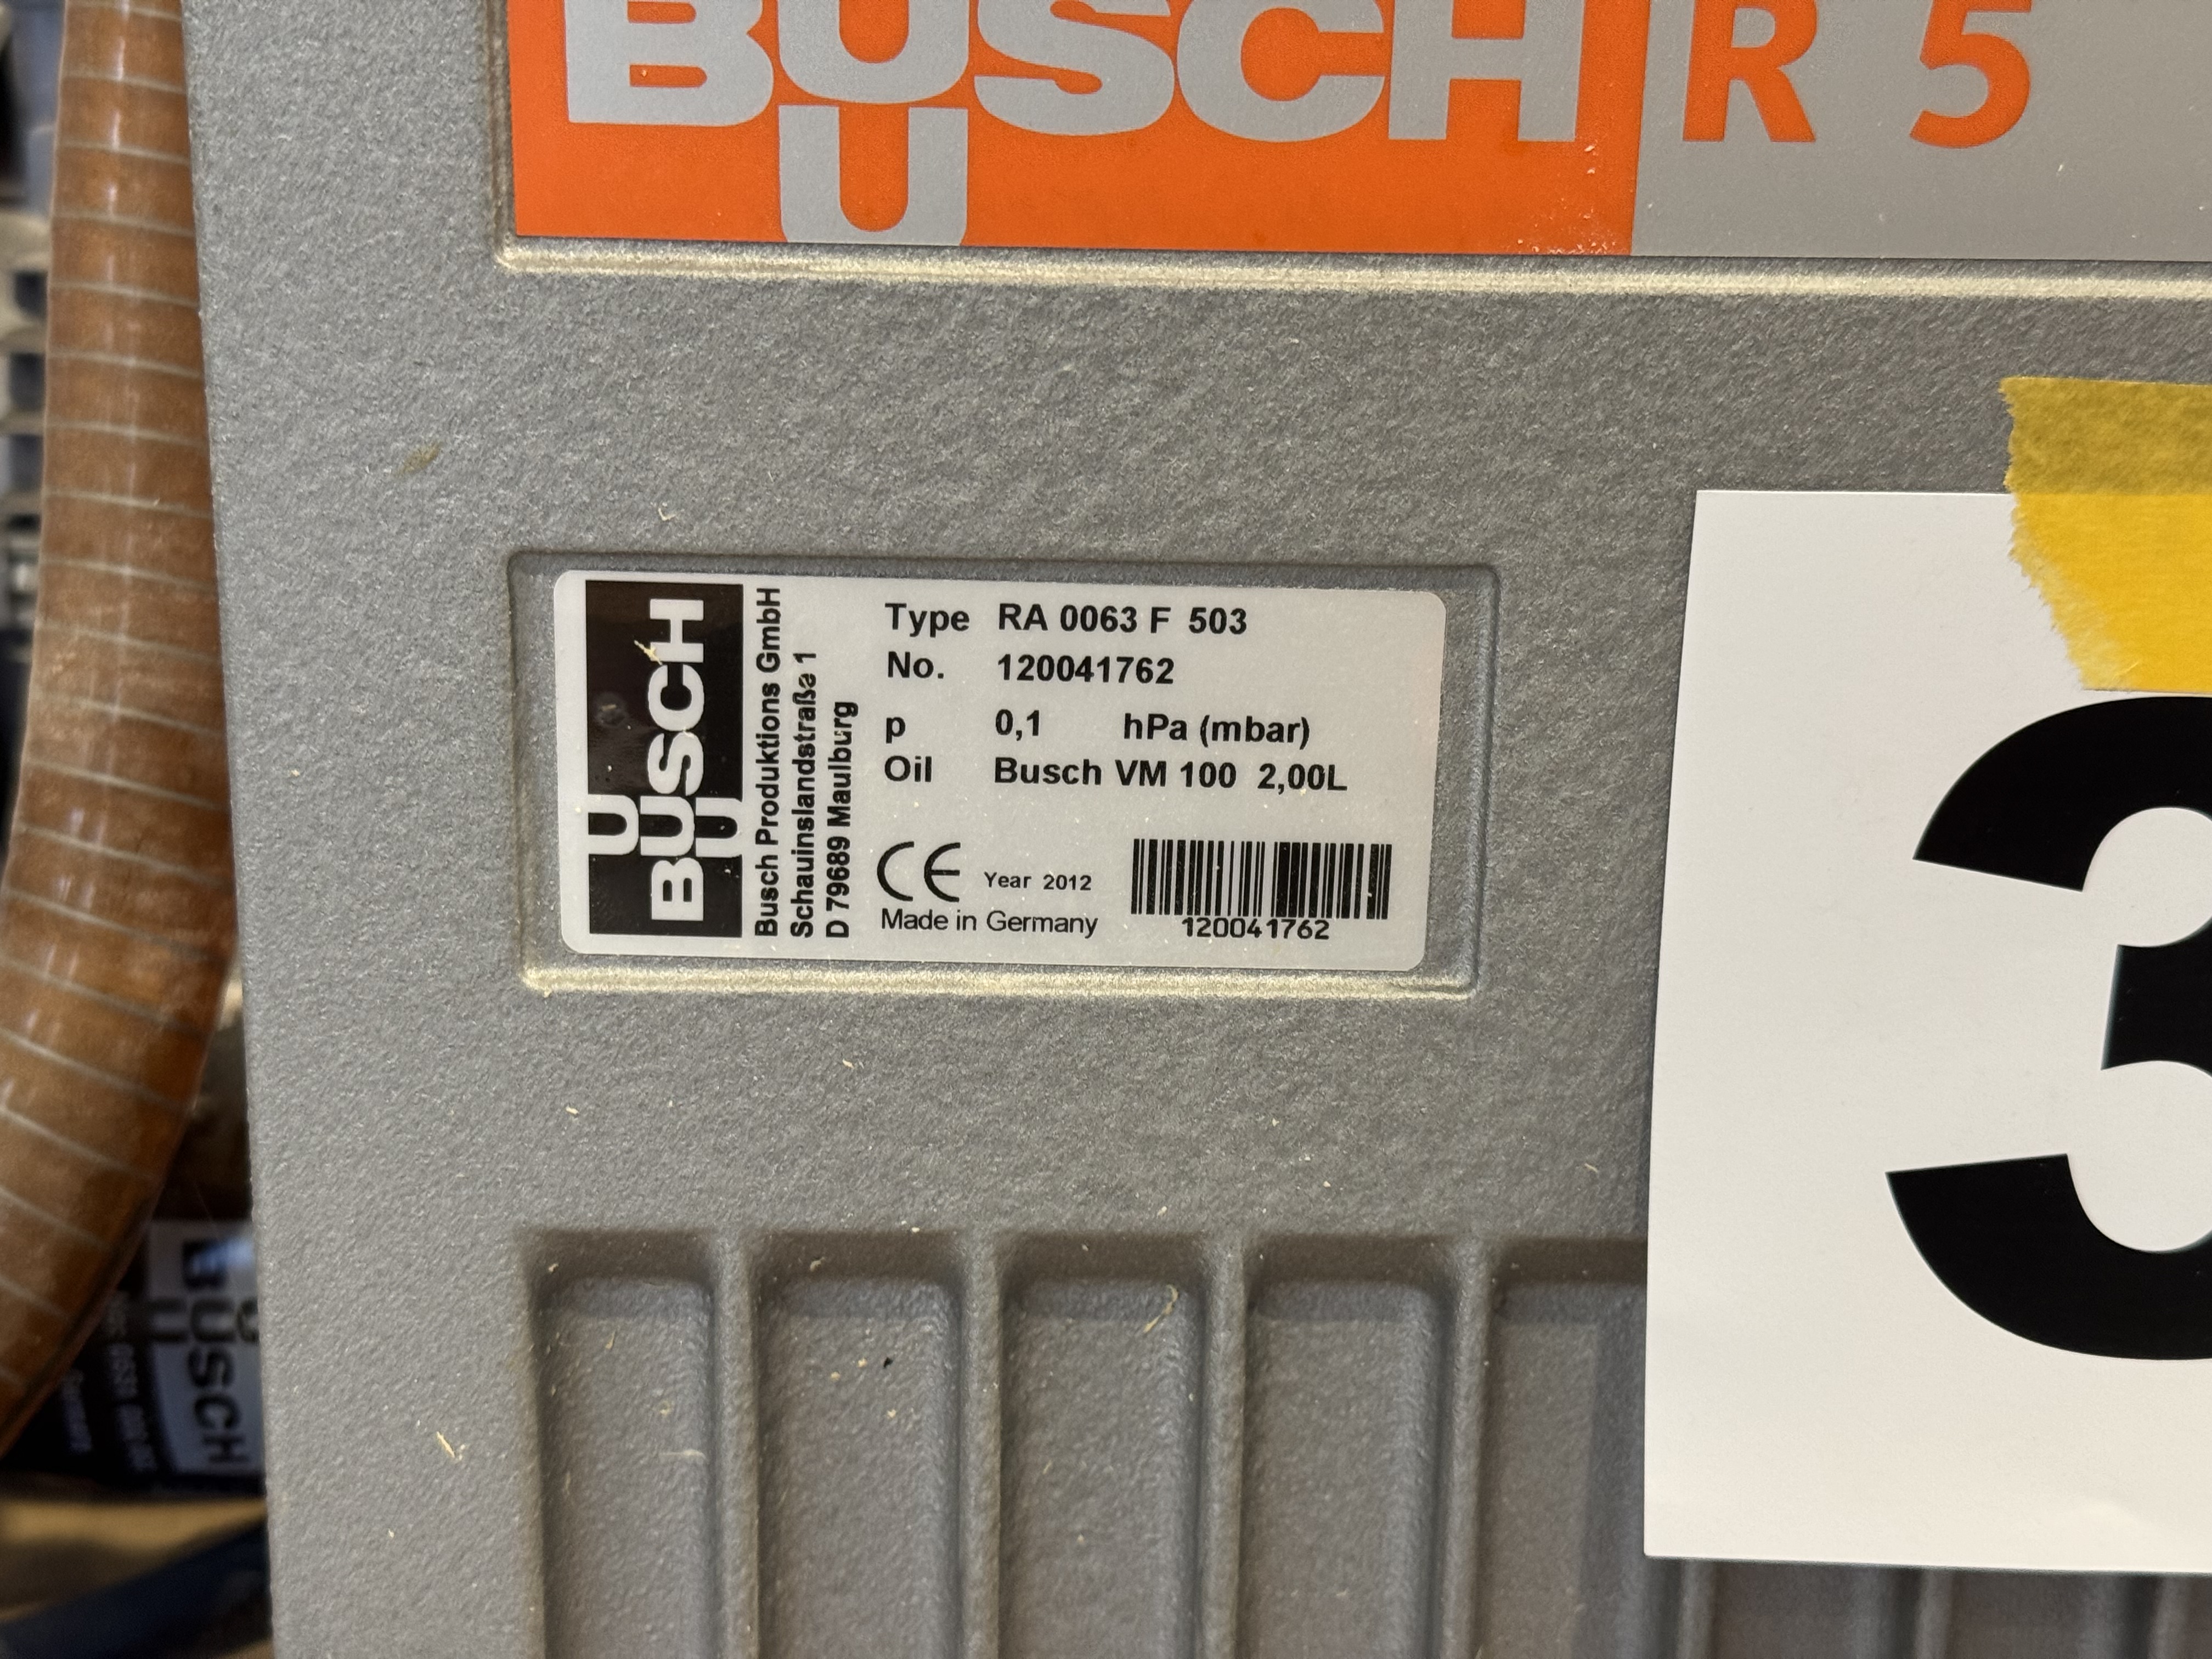 BUSCH R 5
U
U
BUSCH
U
Busch Produktions GmbH
Schauinslandstraße 1
D 79689 Maulburg
Type RA 0063 F 503
No. 120041762
p 0,1 hPa (mbar)
Oil Busch VM 100 2,00L
CE Year 2012
Made in Germany
120041762
3
BUSCH